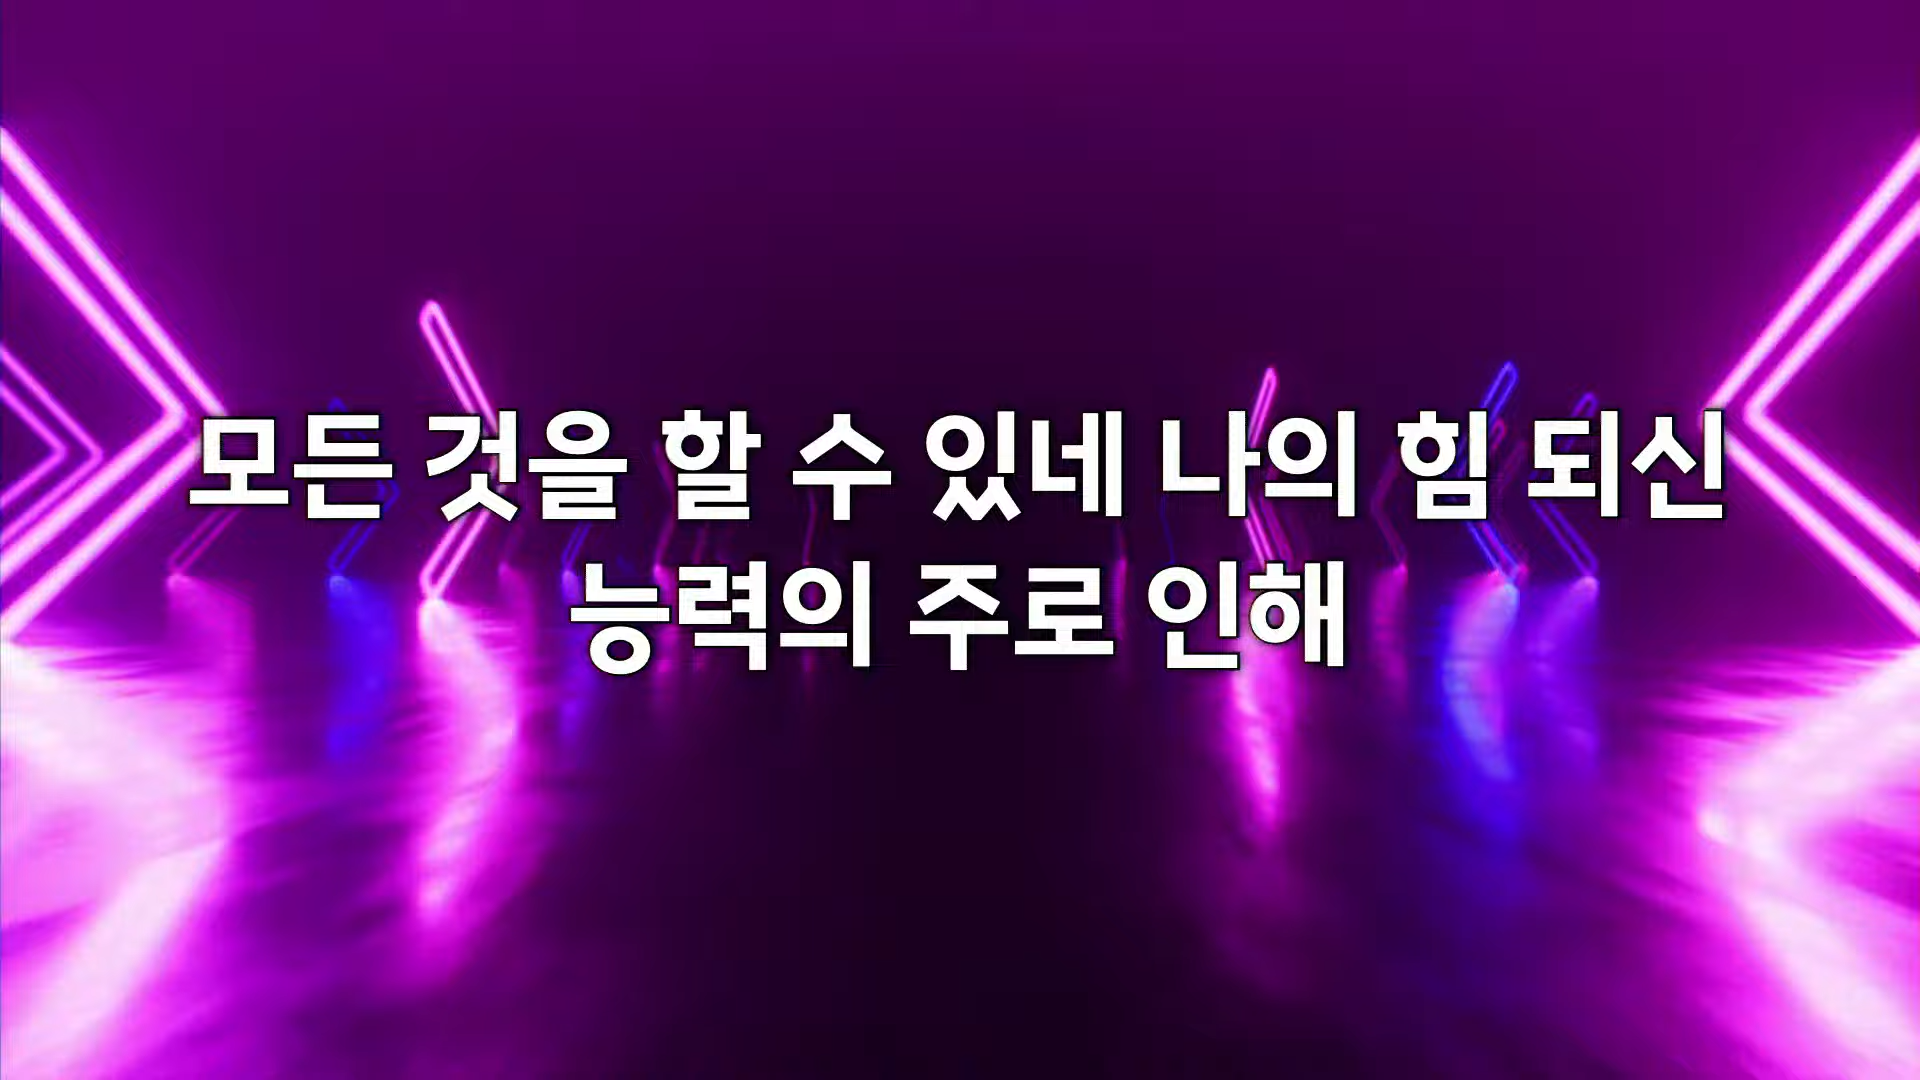 모든 것을 할 수 있네 나의 힘 되신
능력의 주로 인해